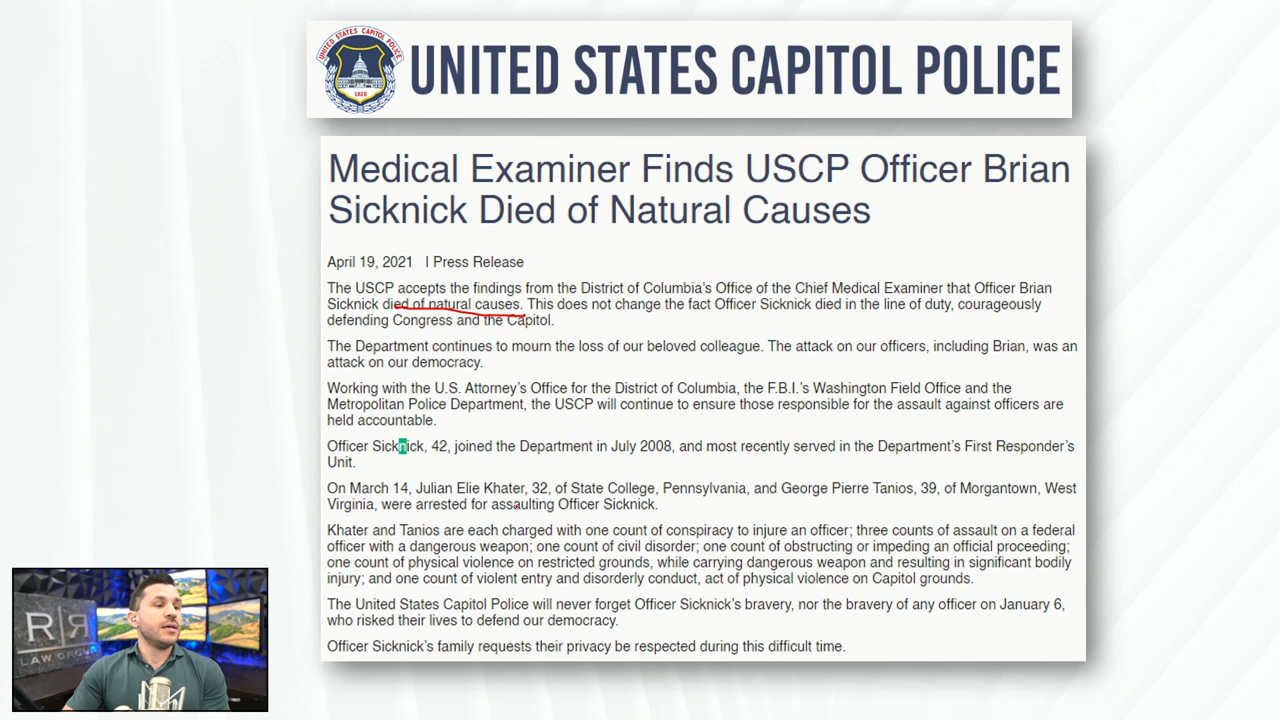 UNITED STATES CAPITOL POLICE
UNITED STATES CAPITOL POLICE
1828
Medical Examiner Finds USCP Officer Brian
Sicknick Died of Natural Causes
April 19, 2021 | Press Release
The USCP accepts the findings from the District of Columbia's Office of the Chief Medical Examiner that Officer Brian
Sicknick died of natural causes. This does not change the fact Officer Sicknick died in the line of duty, courageously
defending Congress and the Capitol.
The Department continues to mourn the loss of our beloved colleague. The attack on our officers, including Brian, was an
attack on our democracy.
Working with the U.S. Attorney's Office for the District of Columbia, the F.B.I.'s Washington Field Office and the
Metropolitan Police Department, the USCP will continue to ensure those responsible for the assault against officers are
held accountable.
Officer Sicknick, 42, joined the Department in July 2008, and most recently served in the Department's First Responder's
Unit.
On March 14, Julian Elie Khater, 32, of State College, Pennsylvania, and George Pierre Tanios, 39, of Morgantown, West
Virginia, were arrested for assaulting Officer Sicknick.
Khater and Tanios are each charged with one count of conspiracy to injure an officer; three counts of assault on a federal
officer with a dangerous weapon; one count of civil disorder; one count of obstructing or impeding an official proceeding;
one count of physical violence on restricted grounds, while carrying dangerous weapon and resulting in significant bodily
injury; and one count of violent entry and disorderly conduct, act of physical violence on Capitol grounds.
The United States Capitol Police will never forget Officer Sicknick's bravery, nor the bravery of any officer on January 6,
who risked their lives to defend our democracy.
Officer Sicknick's family requests their privacy be respected during this difficult time.
R|R
LAW GROUP